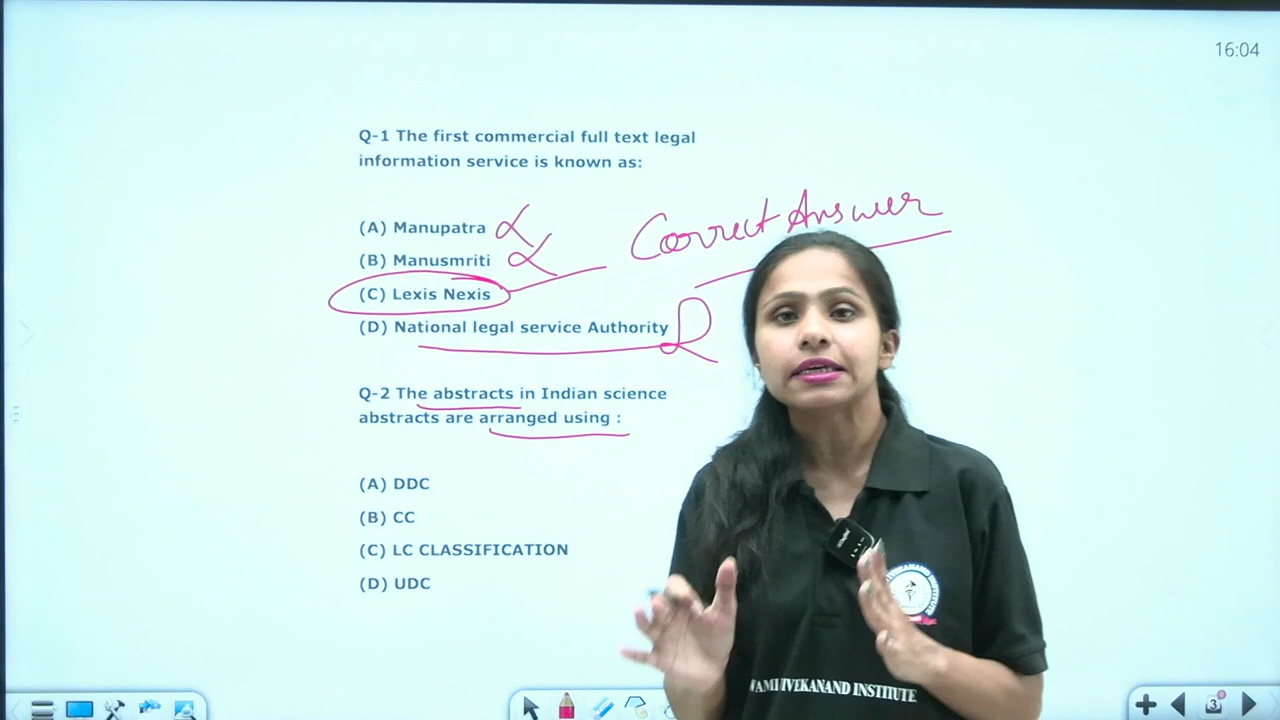 16:04
Q-1 The first commercial full text legal
information service is known as:
(A) Manupatra
(B) Manusmriti
(C) Lexis Nexis
(D) National legal service Authority
Correct Answer
Q-2 The abstracts in Indian science
abstracts are arranged using :
(A) DDC
(B) CC
(C) LC CLASSIFICATION
(D) UDC
VIVEKANAND INSTITUTE
3